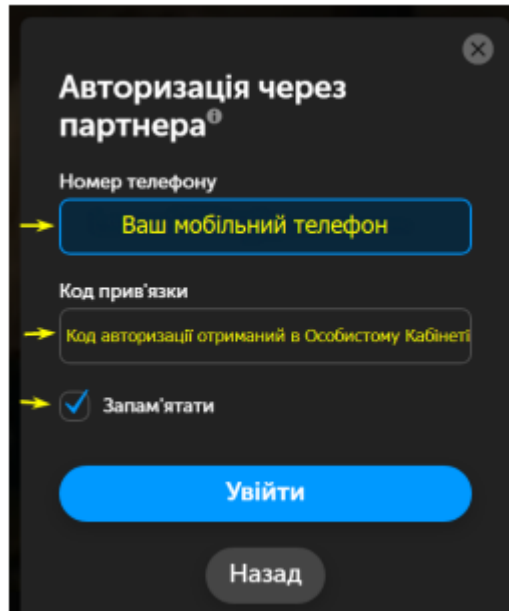 Авторизація через
партнера
Номер телефону
Ваш мобільний телефон
Код прив'язки
Код авторизації отриманий в Особистому Кабінеті
Запам'ятати
Увійти
Назад